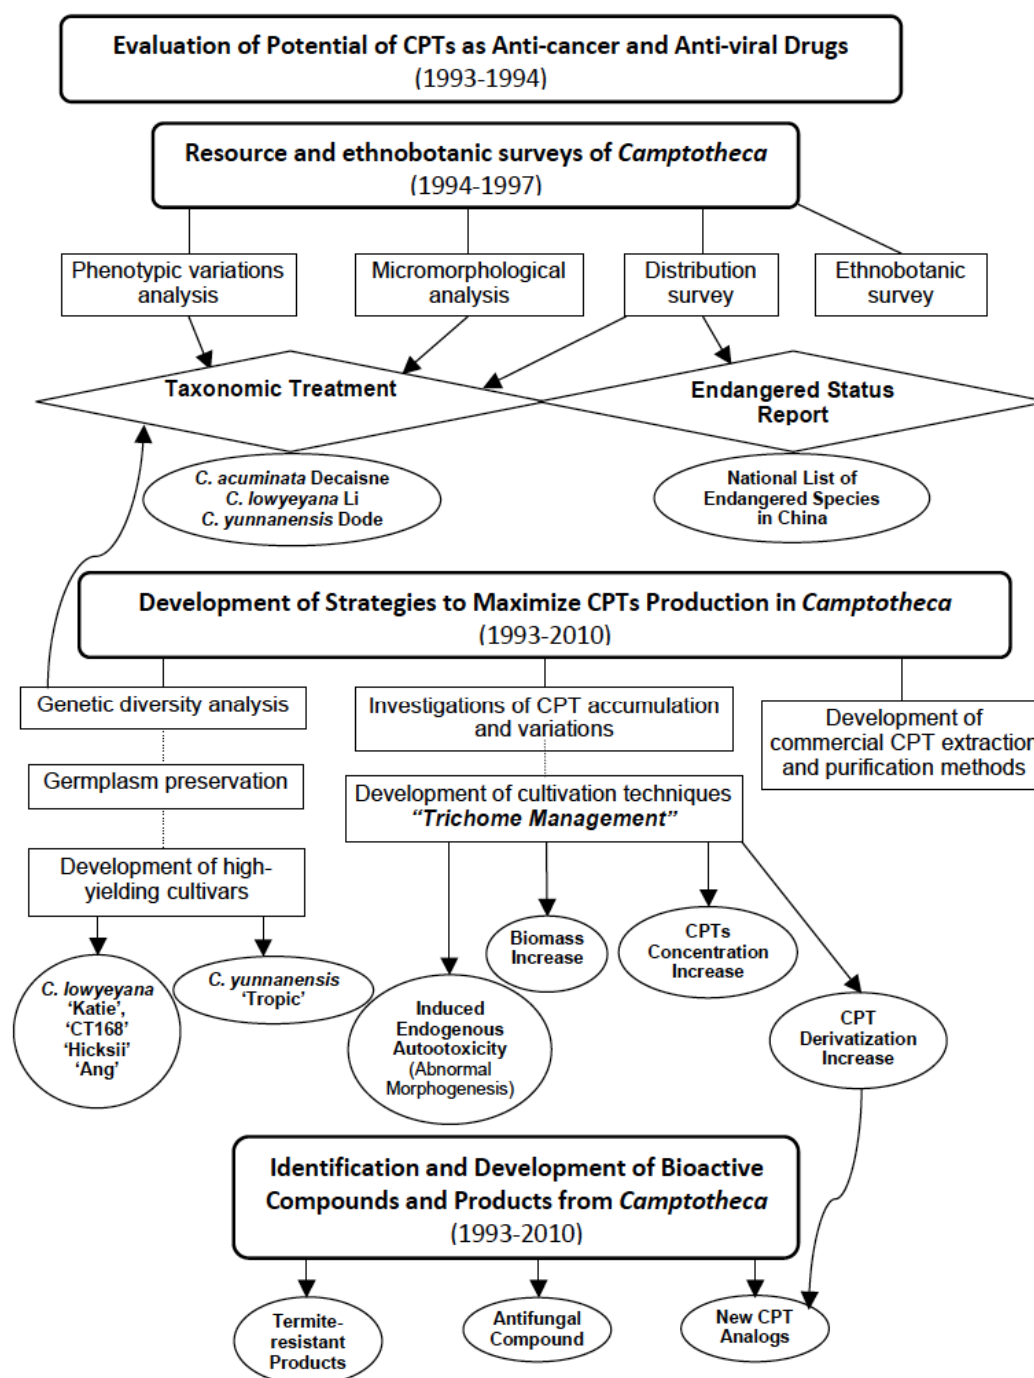 Evaluation of Potential of CPTs as Anti-cancer and Anti-viral Drugs
(1993-1994)
Resource and ethnobotanic surveys of Camptotheca
(1994-1997)
Phenotypic variations
analysis
Micromorphological
analysis
Distribution
survey
Ethnobotanic
survey
Taxonomic Treatment
Endangered Status
Report
C. acuminata Decaisne
C. lowyeyana Li
C. yunnanensis Dode
National List of
Endangered Species
in China
Development of Strategies to Maximize CPTs Production in Camptotheca
(1993-2010)
Genetic diversity analysis
Investigations of CPT accumulation
and variations
Development of
commercial CPT extraction
and purification methods
Germplasm preservation
Development of cultivation techniques
“Trichome Management”
Development of high-
yielding cultivars
C. lowyeyana
‘Katie’,
‘CT168’
‘Hicksii’
‘Ang’
C. yunnanensis
‘Tropic’
Induced
Endogenous
Autootoxicity
(Abnormal
Morphogenesis)
Biomass
Increase
CPTs
Concentration
Increase
CPT
Derivatization
Increase
Identification and Development of Bioactive
Compounds and Products from Camptotheca
(1993-2010)
Termite-
resistant
Products
Antifungal
Compound
New CPT
Analogs